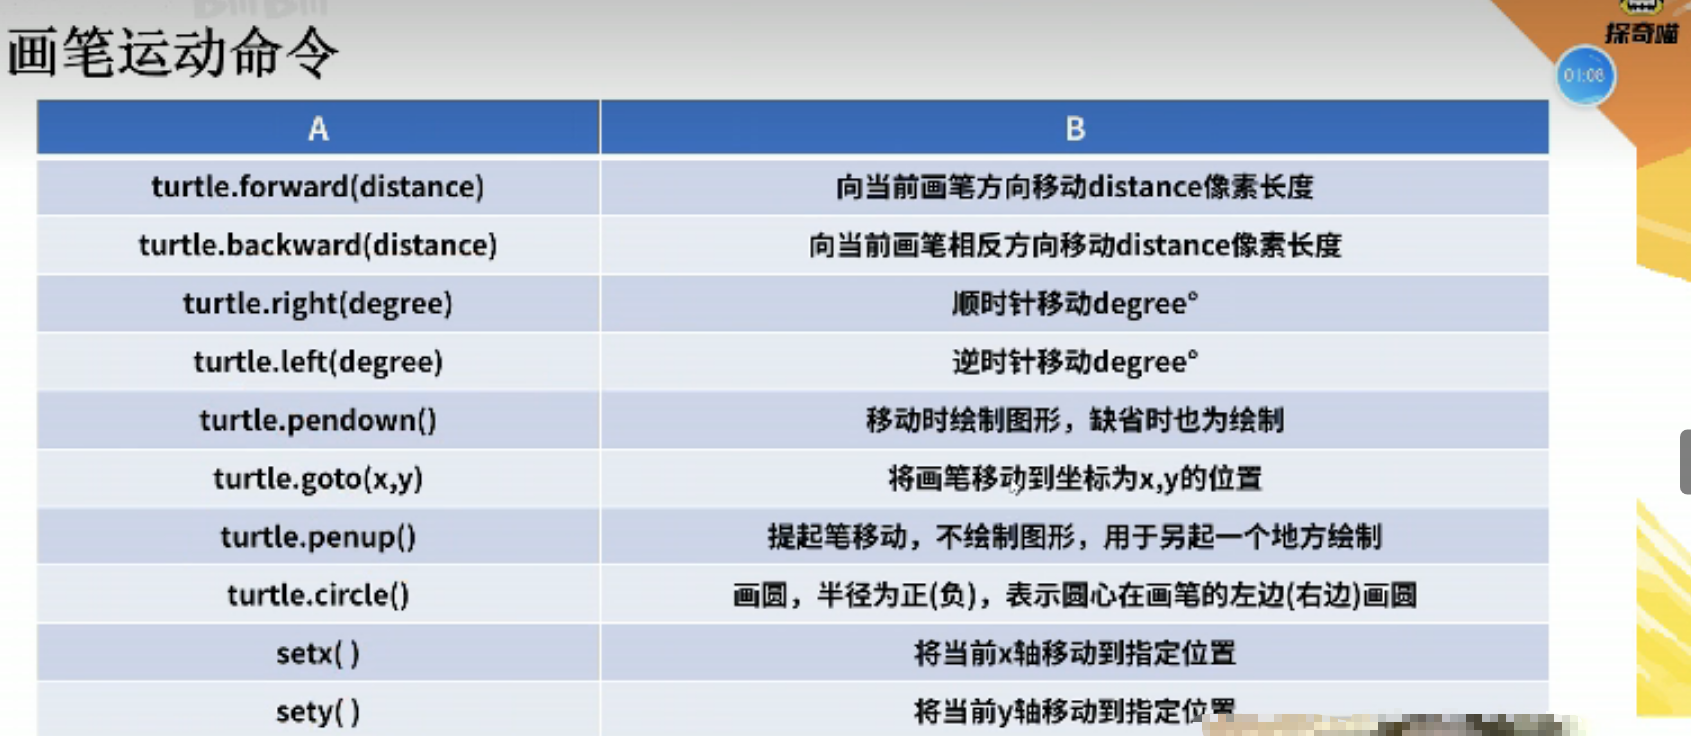 BiliBili
画笔运动命令
探奇喵
01:08
A B
turtle.forward(distance) 向当前画笔方向移动distance像素长度
turtle.backward(distance) 向当前画笔相反方向移动distance像素长度
turtle.right(degree) 顺时针移动degree°
turtle.left(degree) 逆时针移动degree°
turtle.pendown() 移动时绘制图形，缺省时也为绘制
turtle.goto(x,y) 将画笔移动到坐标为x,y的位置
turtle.penup() 提起笔移动，不绘制图形，用于另起一个地方绘制
turtle.circle() 画圆，半径为正(负)，表示圆心在画笔的左边(右边)画圆
setx( ) 将当前x轴移动到指定位置
sety( ) 将当前y轴移动到指定位置